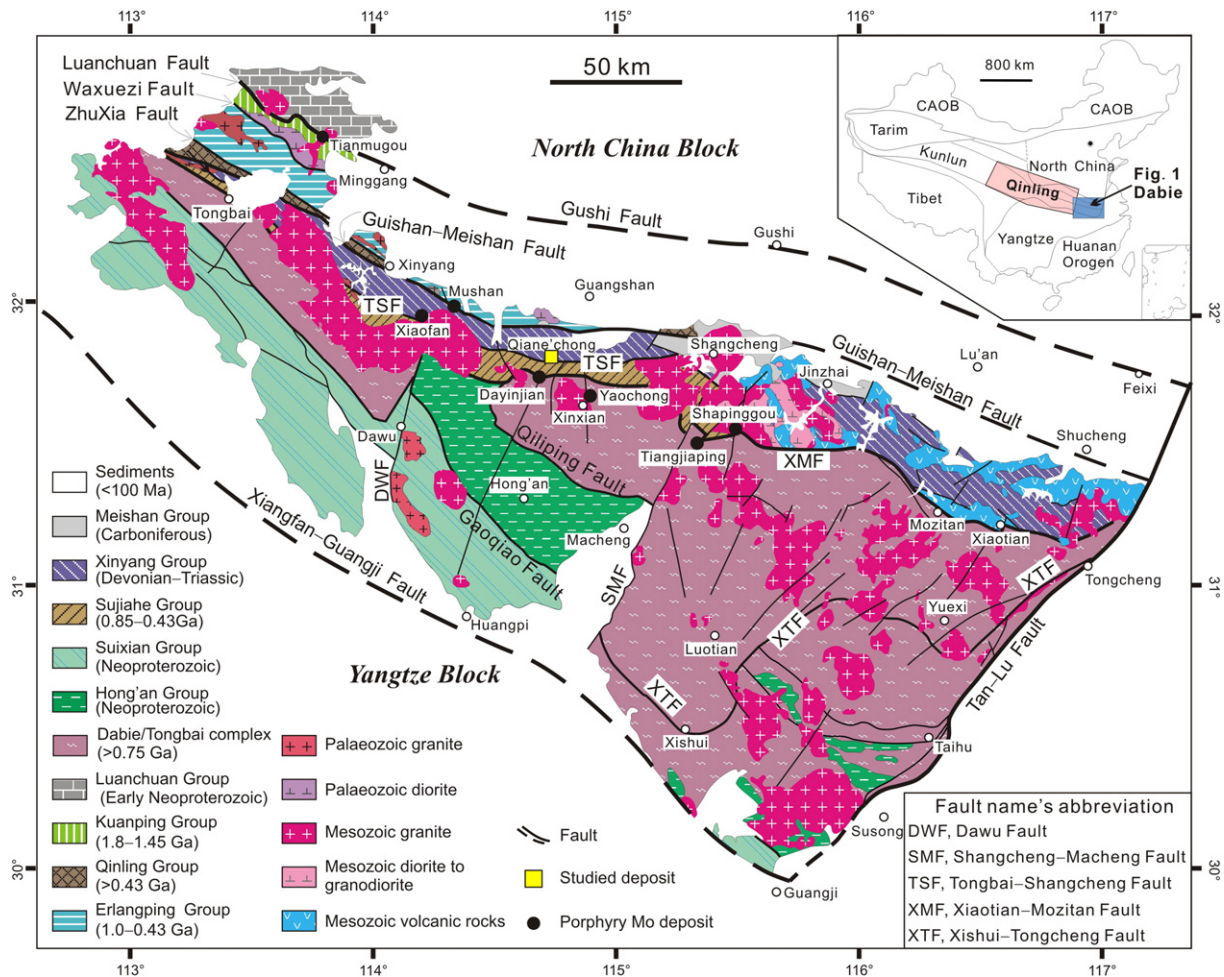 113°
114°
115°
116°
117°
Luanchuan Fault
Waxuezi Fault
ZhuXia Fault
50 km
800 km
CAOB
CAOB
Tarim
Kunlun
North China
Qinling
Fig. 1
Dabie
Tibet
Yangtze
Huanan
Orogen
Tianmugou
North China Block
Minggang
Tongbai
Gushi Fault
Gushi
Guishan–Meishan Fault
Xinyang
Mushan
Guangshan
32°
32°
TSF
Xiaofan
Qiane'chong
TSF
Shangcheng
Guishan–Meishan Fault
Lu'an
Feixi
Jinzhai
Dayinjian
Yaochong
Xinxian
Shapinggou
Tiangjiaping
XMF
Shucheng
Dawu
DWF
Qiliping Fault
Hong'an
Gaoqiao Fault
Macheng
SMF
Mozitan
Xiaotian
XTF
Tongcheng
Xiangfan–Guangji Fault
31°
31°
Huangpi
Luotian
XTF
Yuexi
Tan–Lu Fault
Yangtze Block
XTF
Xishui
Taihu
Susong
Guangji
30°
30°
Sediments
(<100 Ma)
Meishan Group
(Carboniferous)
Xinyang Group
(Devonian–Triassic)
Sujiahe Group
(0.85–0.43Ga)
Suixian Group
(Neoproterozoic)
Hong'an Group
(Neoproterozoic)
Dabie/Tongbai complex
(>0.75 Ga)
Luanchuan Group
(Early Neoproterozoic)
Kuanping Group
(1.8–1.45 Ga)
Qinling Group
(>0.43 Ga)
Erlangping Group
(1.0–0.43 Ga)
Palaeozoic granite
Palaeozoic diorite
Mesozoic granite
Mesozoic diorite to
granodiorite
Mesozoic volcanic rocks
Fault
Studied deposit
Porphyry Mo deposit
Fault name's abbreviation
DWF, Dawu Fault
SMF, Shangcheng–Macheng Fault
TSF, Tongbai–Shangcheng Fault
XMF, Xiaotian–Mozitan Fault
XTF, Xishui–Tongcheng Fault
113°
114°
115°
116°
117°